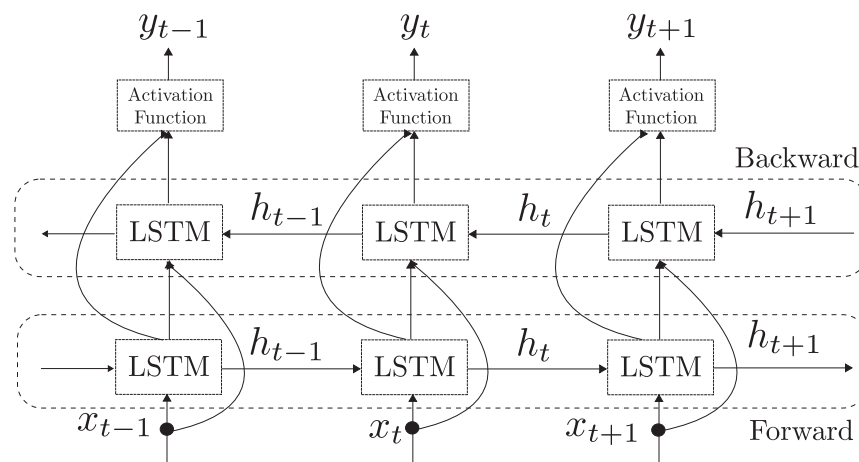 y_{t-1} y_t y_{t+1}
Activation Function Activation Function Activation Function
Backward
LSTM h_{t-1} LSTM h_t LSTM h_{t+1}
LSTM h_{t-1} LSTM h_t LSTM h_{t+1}
x_{t-1} x_t x_{t+1}
Forward